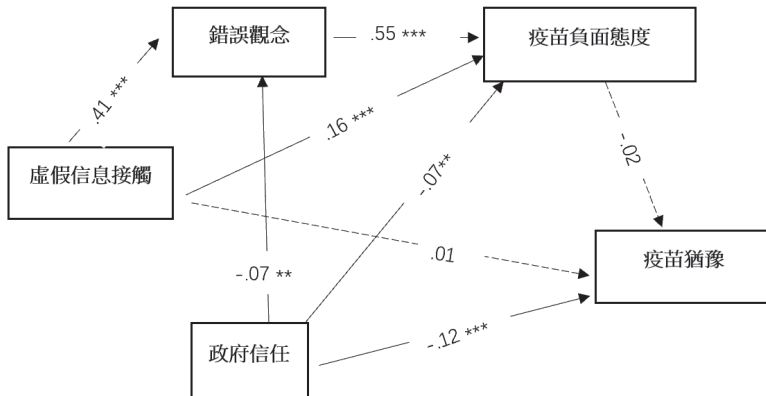 錯誤觀念
.55 ***
疫苗負面態度
.41 ***
.16 ***
虛假信息接觸
-.07**
-.02
.01
疫苗猶豫
-.07 **
政府信任
-.12 ***